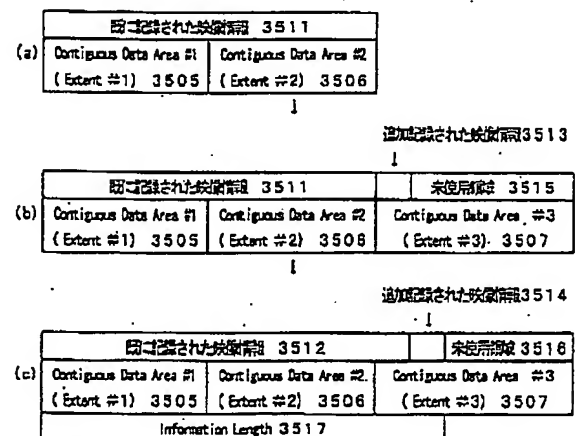 既に記録された映像情報 3511
(a) Contiguous Data Area #1 Contiguous Data Area #2
(Extent #1) 3505 (Extent #2) 3506
追加記録された映像情報3513
既に記録された映像情報 3511 未使用領域 3515
(b) Contiguous Data Area #1 Contiguous Data Area #2 Contiguous Data Area #3
(Extent #1) 3505 (Extent #2) 3506 (Extent #3) 3507
追加記録された映像情報3514
既に記録された映像情報 3512 未使用領域 3516
(c) Contiguous Data Area #1 Contiguous Data Area #2 Contiguous Data Area #3
(Extent #1) 3505 (Extent #2) 3506 (Extent #3) 3507
Information Length 3517